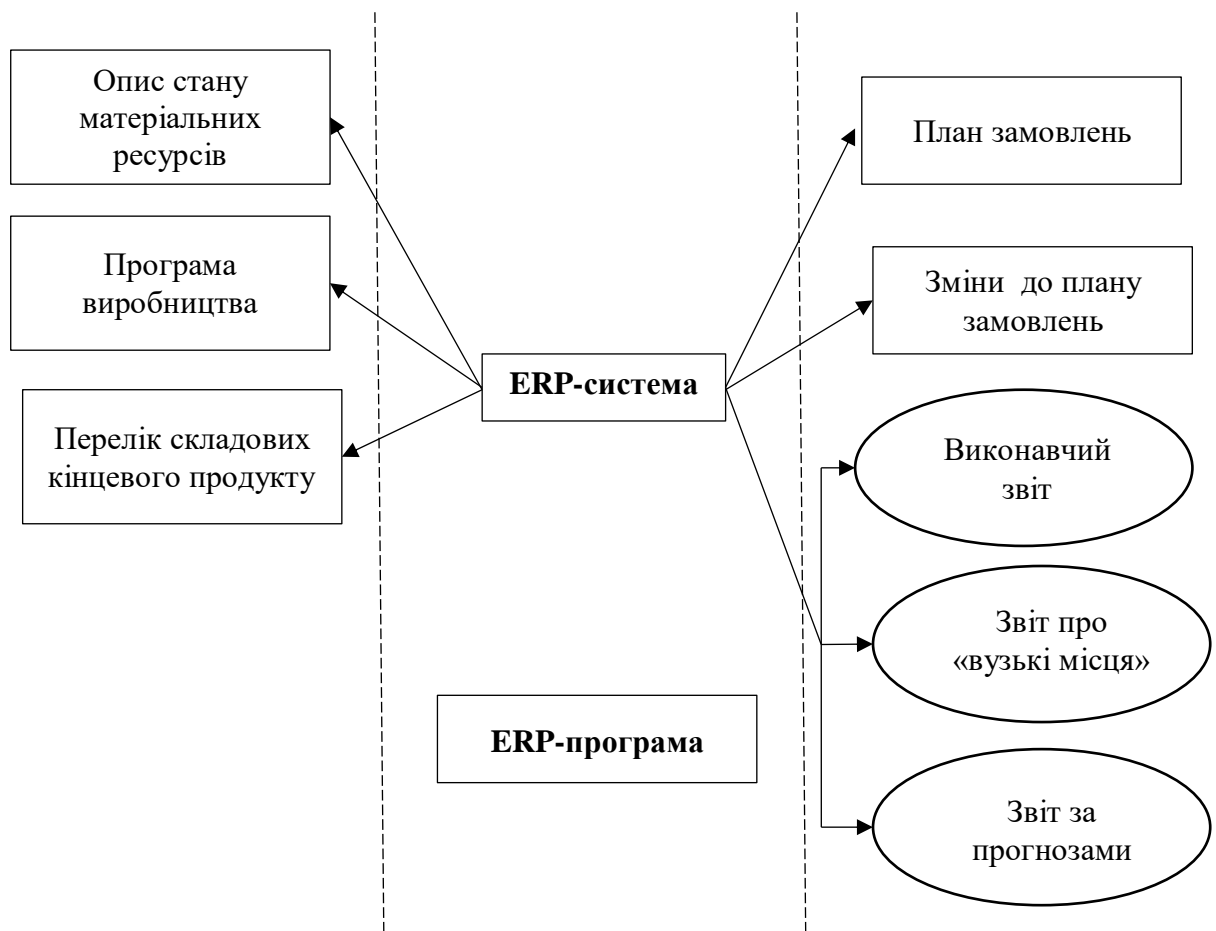 Опис стану
матеріальних
ресурсів
Програма
виробництва
Перелік складових
кінцевого продукту
ERP-система
ERP-програма
План замовлень
Зміни до плану
замовлень
Виконавчий
звіт
Звіт про
«вузькі місця»
Звіт за
прогнозами